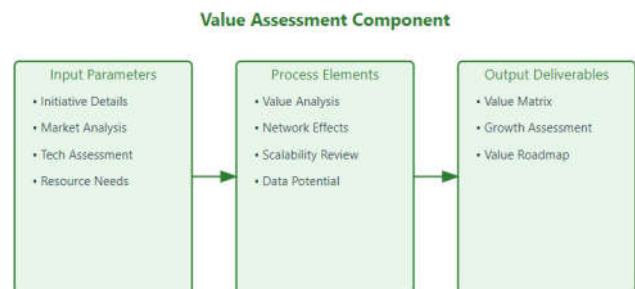 Value Assessment Component
Input Parameters
• Initiative Details
• Market Analysis
• Tech Assessment
• Resource Needs
Process Elements
• Value Analysis
• Network Effects
• Scalability Review
• Data Potential
Output Deliverables
• Value Matrix
• Growth Assessment
• Value Roadmap